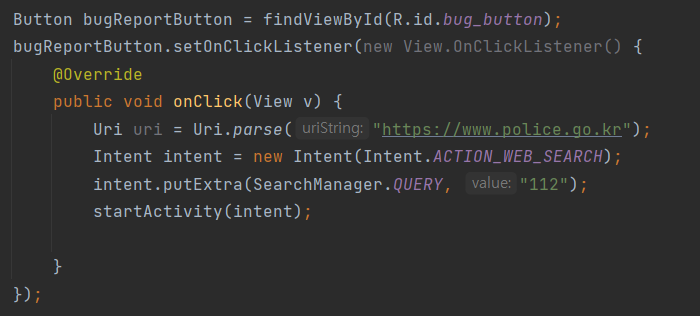 Button bugReportButton = findViewById(R.id.bug_button);
bugReportButton.setOnClickListener(new View.OnClickListener() {
@Override
public void onClick(View v) {
Uri uri = Uri.parse( uriString: "https://www.police.go.kr");
Intent intent = new Intent(Intent.ACTION_WEB_SEARCH);
intent.putExtra(SearchManager.QUERY, value: "112");
startActivity(intent);
}
});